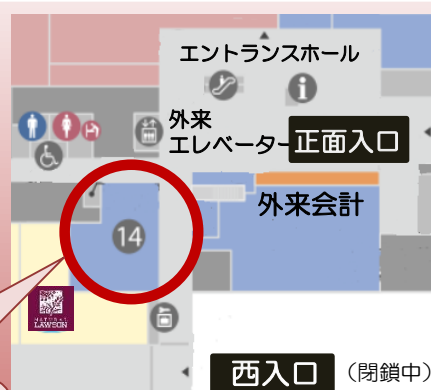 エントランスホール
外来
エレベーター
正面入口
外来会計
14
NATURAL
LAWSON
西入口
(閉鎖中)